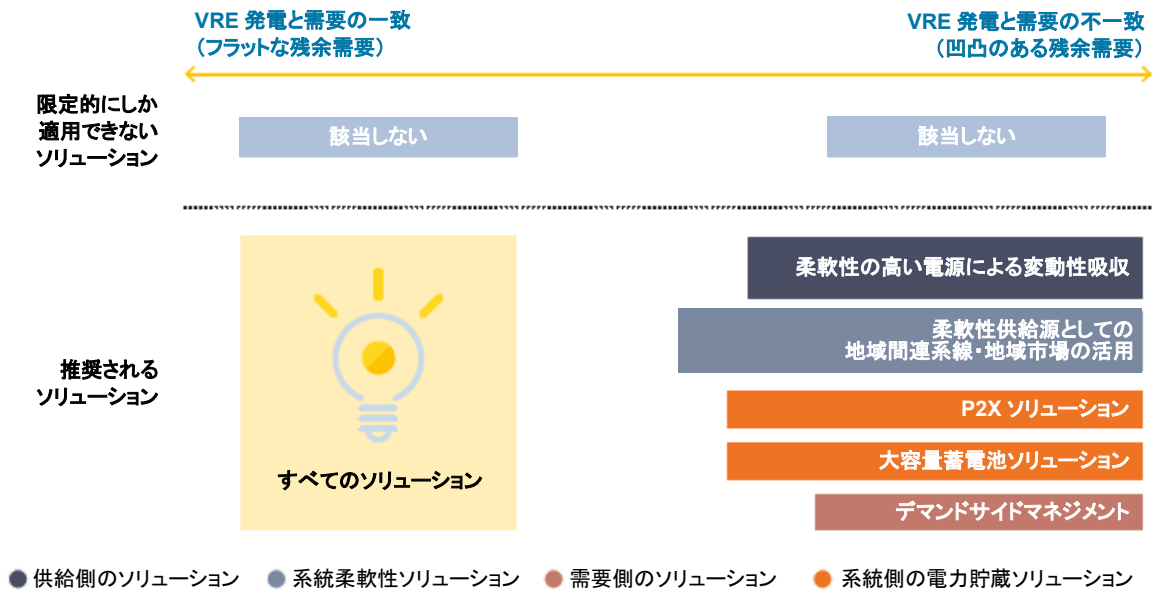 VRE 発電と需要の一致
（フラットな残余需要）
VRE 発電と需要の不一致
（凹凸のある残余需要）
限定的にしか
適用できない
ソリューション
該当しない
該当しない
推奨される
ソリューション
すべてのソリューション
柔軟性の高い電源による変動性吸収
柔軟性供給源としての
地域間連系線・地域市場の活用
P2X ソリューション
大容量蓄電池ソリューション
デマンドサイドマネジメント
供給側のソリューション
系統柔軟性ソリューション
需要側のソリューション
系統側の電力貯蔵ソリューション